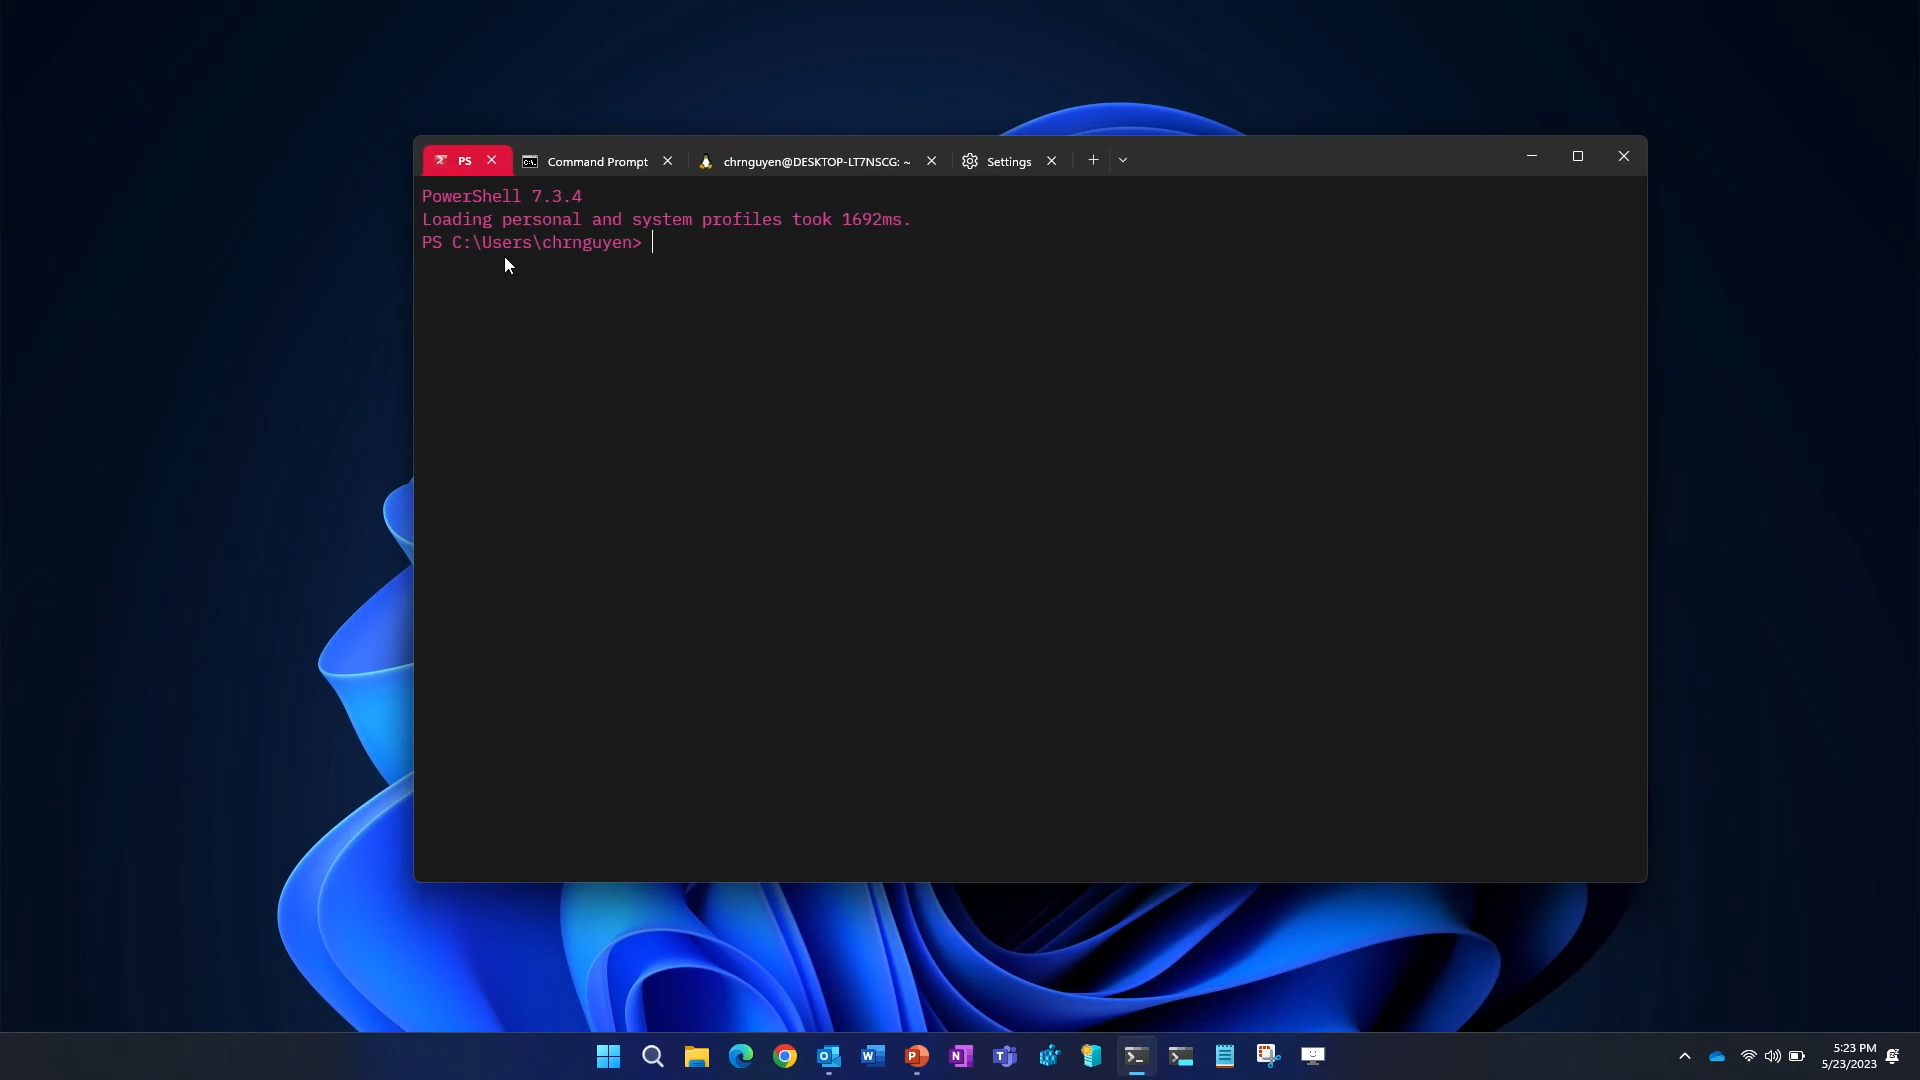 PS
Command Prompt
chrnguyen@DESKTOP-LT7NSCG: ~
Settings
PowerShell 7.3.4
Loading personal and system profiles took 1692ms.
PS C:\Users\chrnguyen>
5:23 PM
5/23/2023